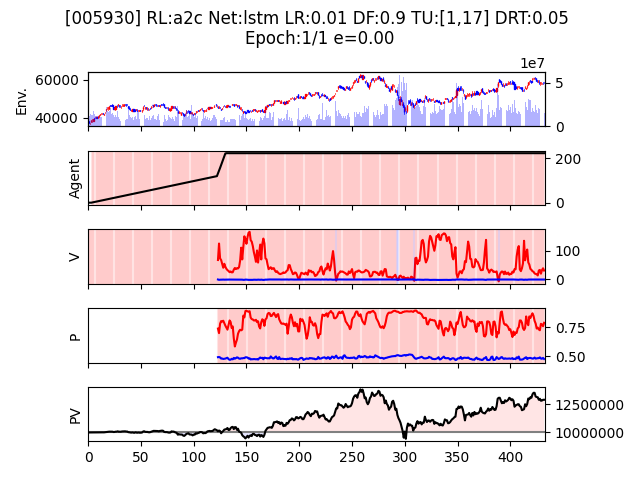 [005930] RL:a2c Net:lstm LR:0.01 DF:0.9 TU:[1,17] DRT:0.05
Epoch:1/1 e=0.00
1e7
Env.
60000
40000
5
0
Agent
200
0
V
100
0
P
0.75
0.50
PV
12500000
10000000
0 50 100 150 200 250 300 350 400